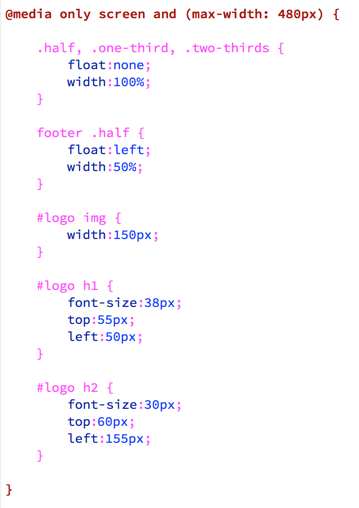 @media only screen and (max-width: 480px) {
.half, .one-third, .two-thirds {
float:none;
width:100%;
}
footer .half {
float:left;
width:50%;
}
#logo img {
width:150px;
}
#logo h1 {
font-size:38px;
top:55px;
left:50px;
}
#logo h2 {
font-size:30px;
top:60px;
left:155px;
}
}